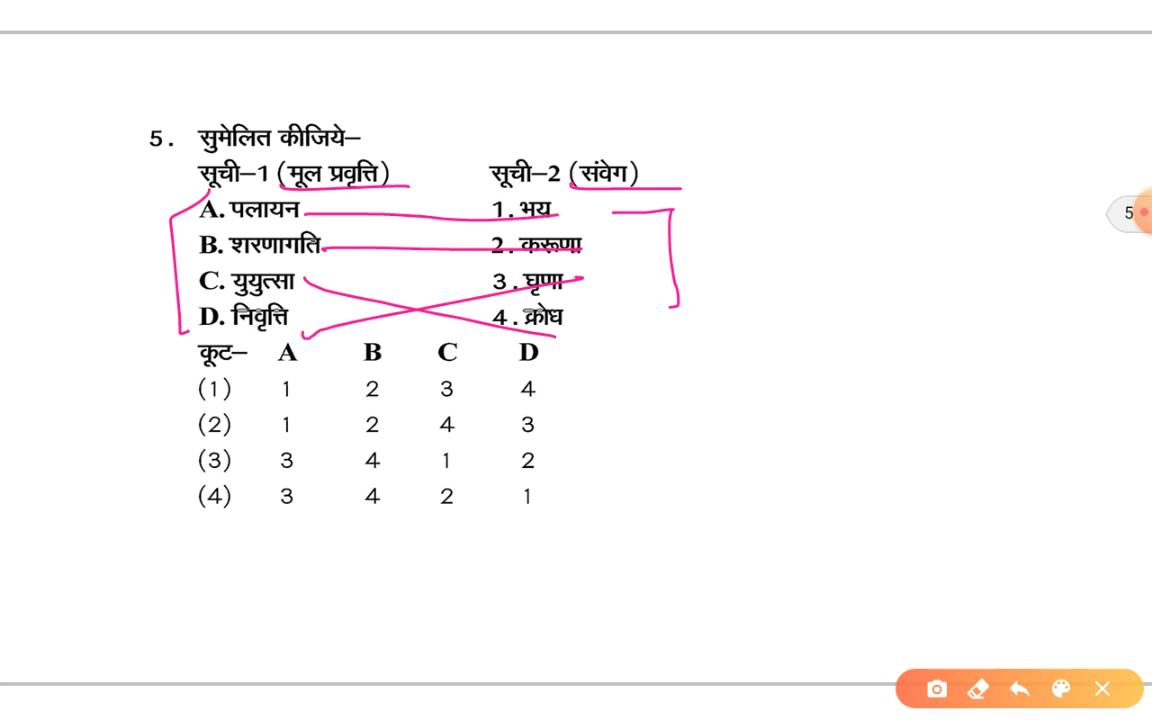 5. सुमेलित कीजिये–
सूची–1 (मूल प्रवृत्ति) सूची–2 (संवेग)
A. पलायन 1. भय
B. शरणागति 2. करूणा
C. युयुत्सा 3. घृणा
D. निवृत्ति 4. क्रोध
कूट– A B C D
(1) 1 2 3 4
(2) 1 2 4 3
(3) 3 4 1 2
(4) 3 4 2 1
5